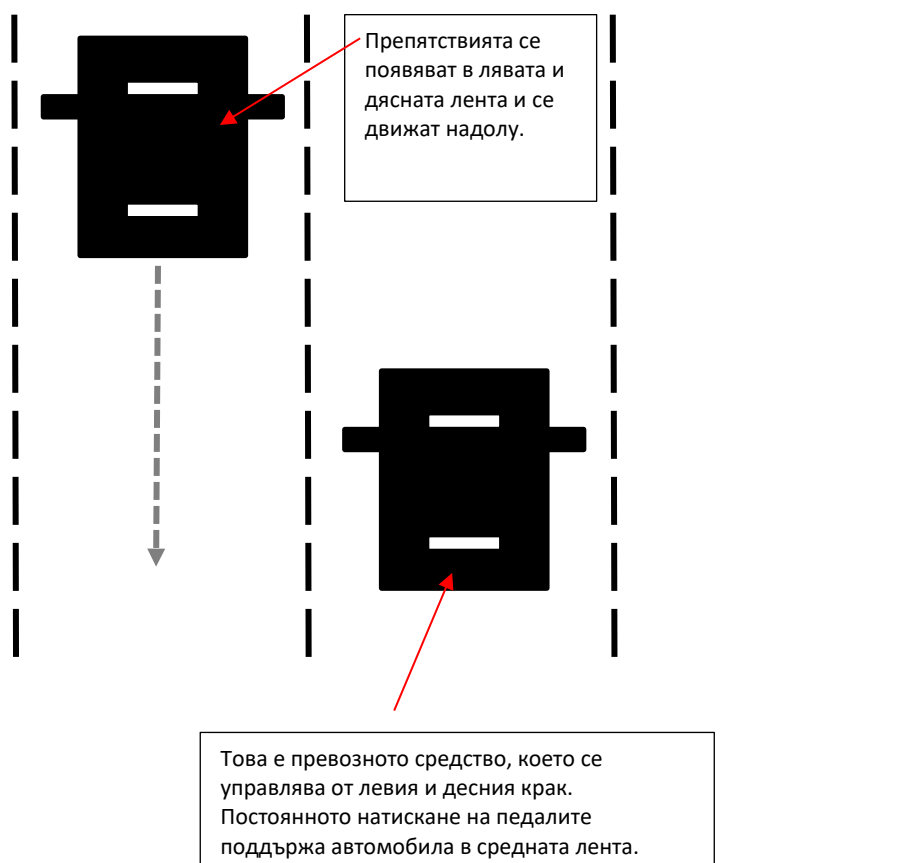 Препятствията се
появяват в лявата и
дясната лента и се
движат надолу.
Това е превозното средство, което се
управлява от левия и десния крак.
Постоянното натискане на педалите
поддържа автомобила в средната лента.